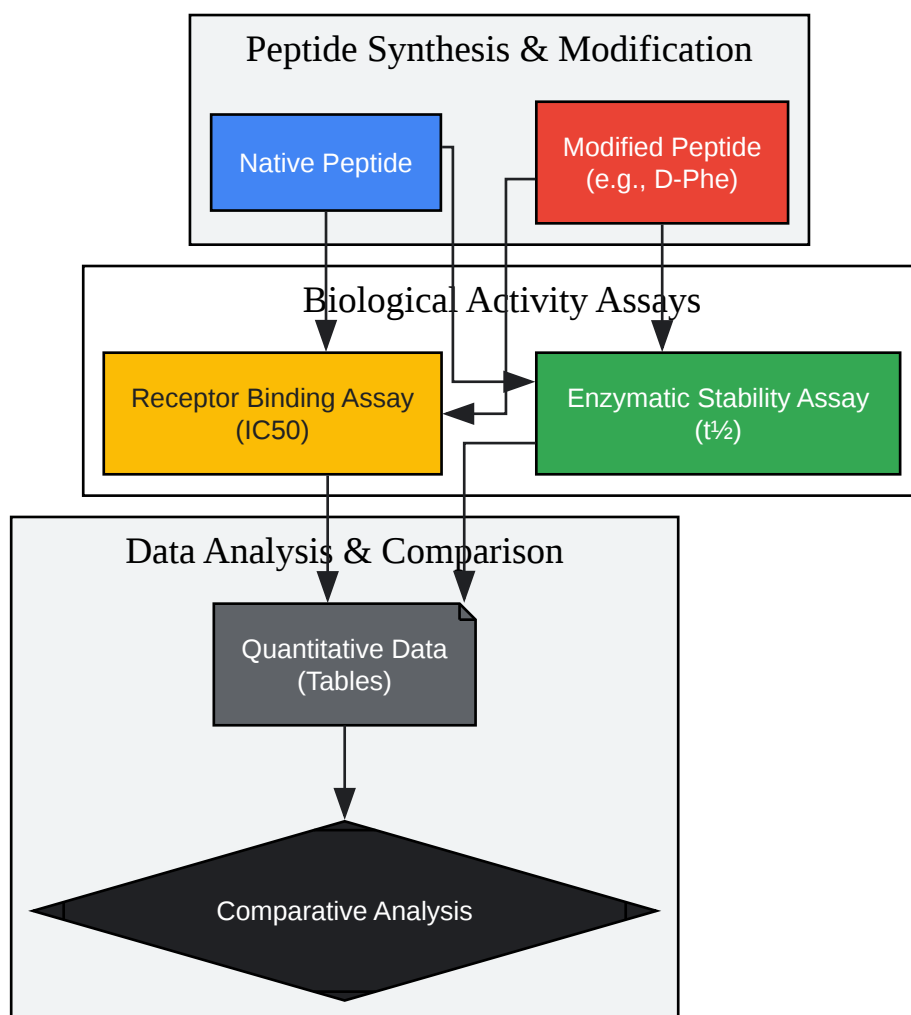 Peptide Synthesis & Modification
Native Peptide
Modified Peptide
(e.g., D-Phe)
Biological Activity Assays
Receptor Binding Assay
(IC50)
Enzymatic Stability Assay
(t½)
Data Analysis & Comparison
Quantitative Data
(Tables)
Comparative Analysis